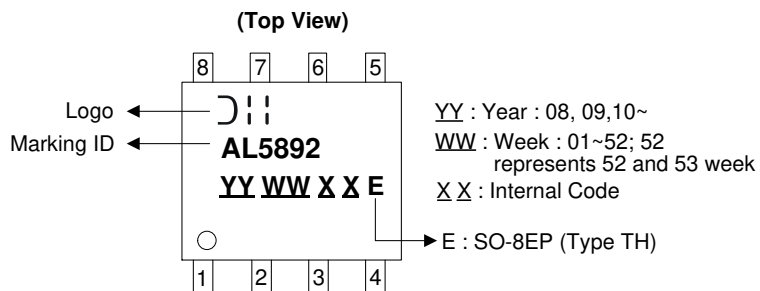 (Top View)
8 7 6 5
Logo
Marking ID
AL5892
YY WW X X E
1 2 3 4
YY : Year : 08, 09,10~
WW : Week : 01~52; 52
represents 52 and 53 week
X X : Internal Code
E : SO-8EP (Type TH)